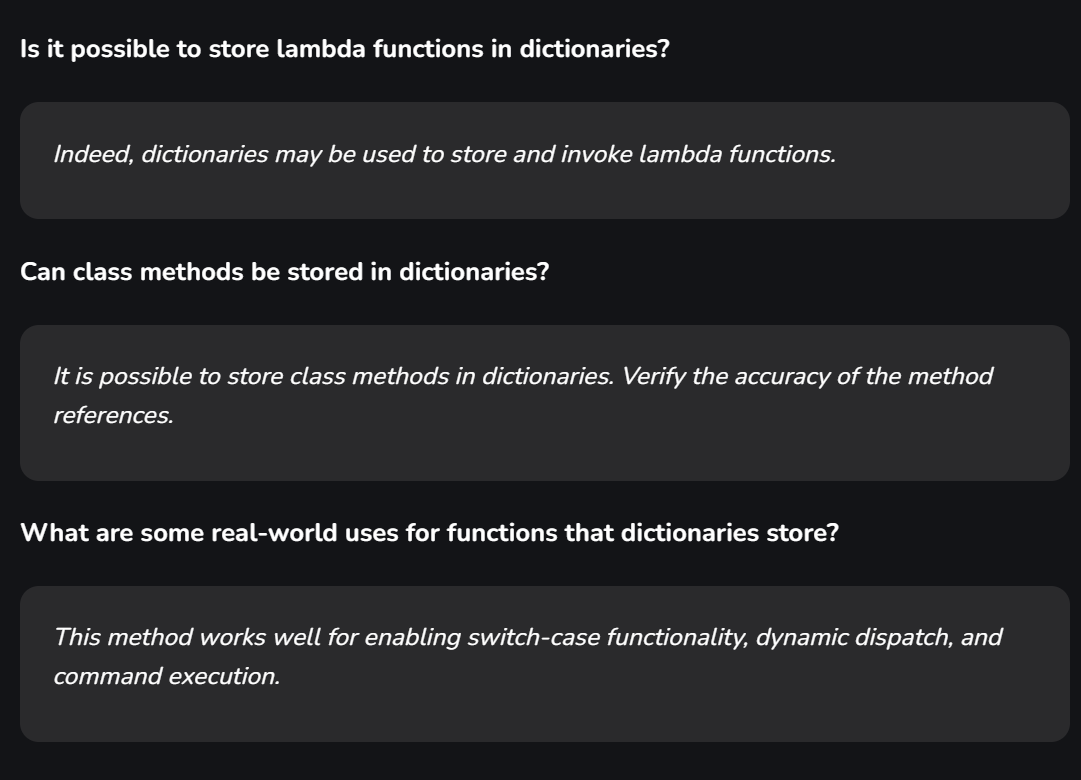 Is it possible to store lambda functions in dictionaries?
Indeed, dictionaries may be used to store and invoke lambda functions.
Can class methods be stored in dictionaries?
It is possible to store class methods in dictionaries. Verify the accuracy of the method
references.
What are some real-world uses for functions that dictionaries store?
This method works well for enabling switch-case functionality, dynamic dispatch, and
command execution.